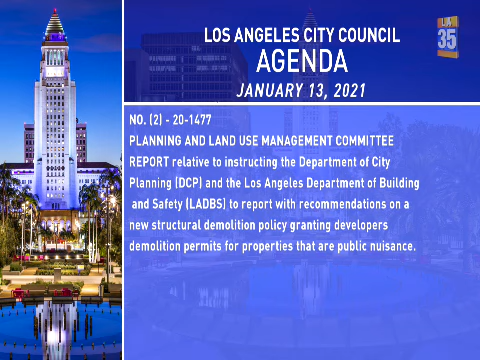 LOS ANGELES CITY COUNCIL
AGENDA
JANUARY 13, 2021
LA
35
NO. (2) - 20-1477
PLANNING AND LAND USE MANAGEMENT COMMITTEE
REPORT relative to instructing the Department of City
Planning (DCP) and the Los Angeles Department of Building
and Safety (LADBS) to report with recommendations on a
new structural demolition policy granting developers
demolition permits for properties that are public nuisance.